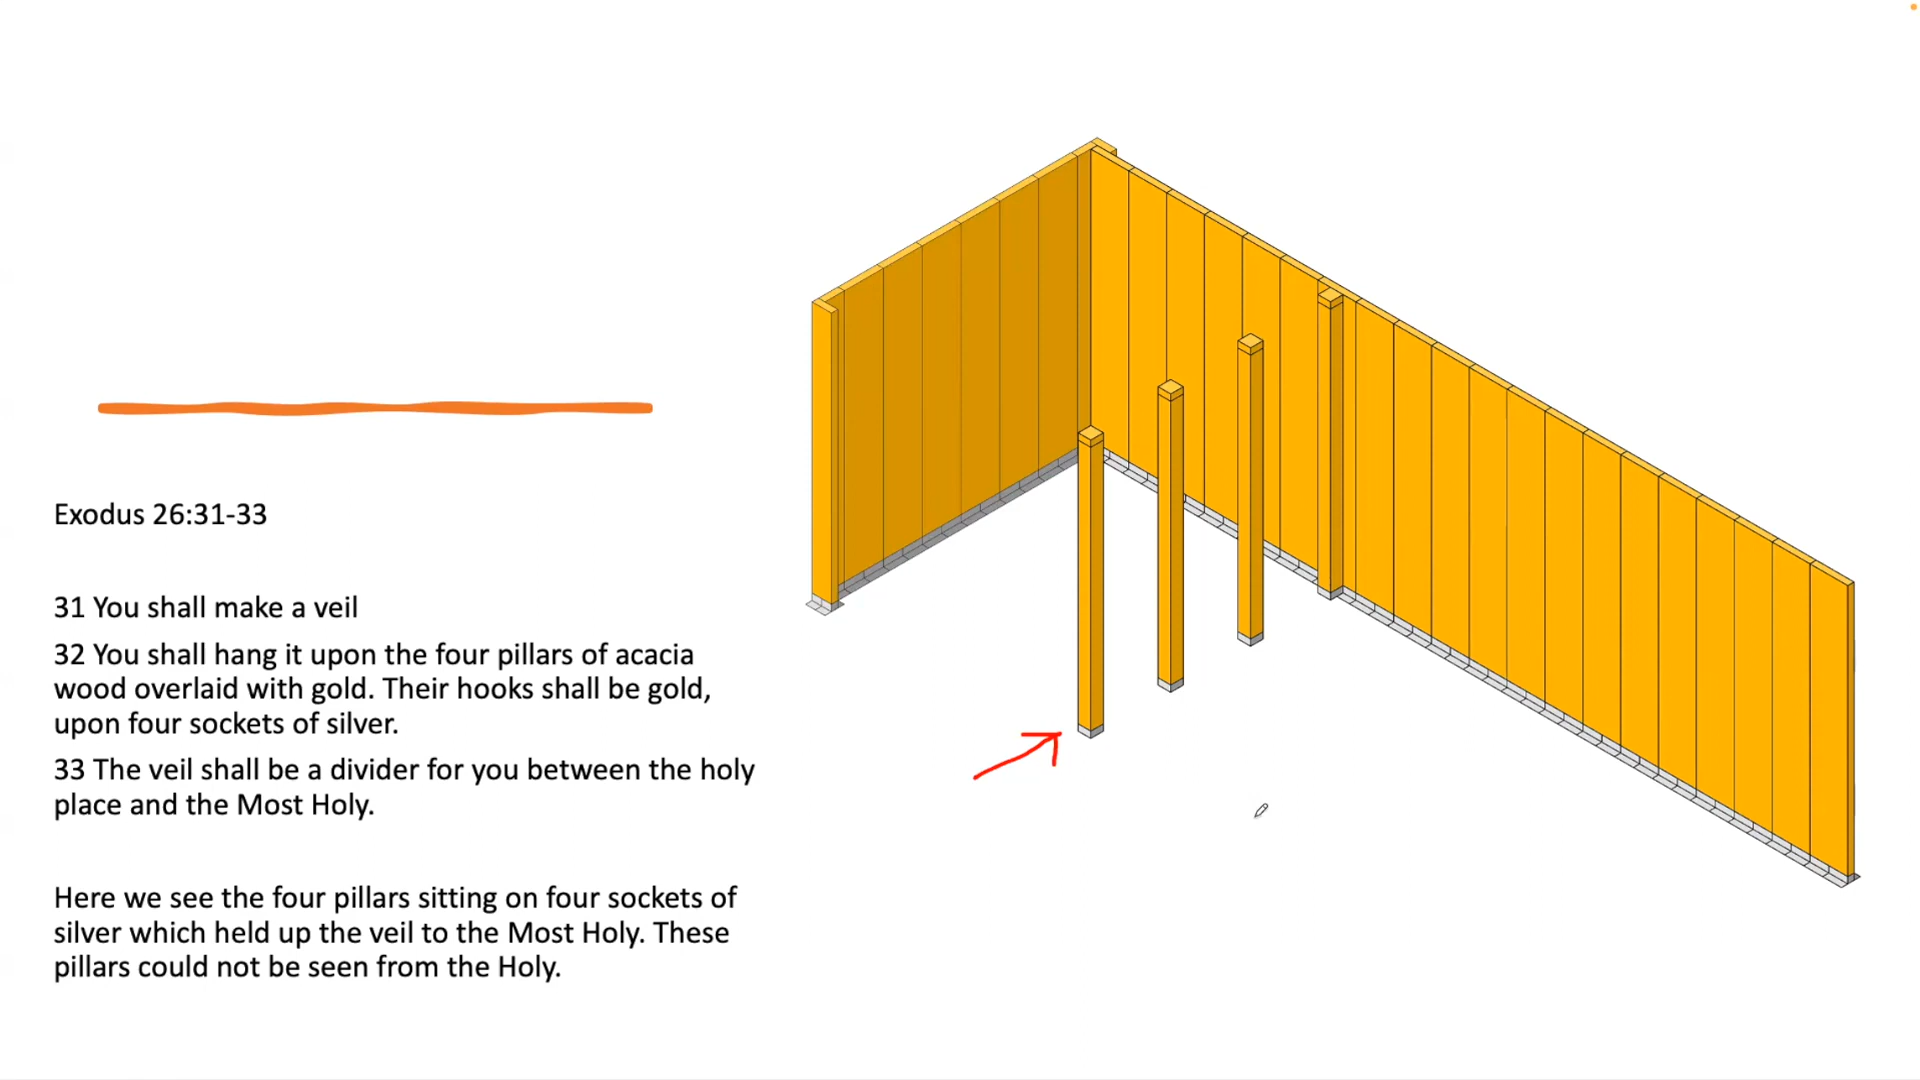 Exodus 26:31-33
31 You shall make a veil
32 You shall hang it upon the four pillars of acacia
wood overlaid with gold. Their hooks shall be gold,
upon four sockets of silver.
33 The veil shall be a divider for you between the holy
place and the Most Holy.
Here we see the four pillars sitting on four sockets of
silver which held up the veil to the Most Holy. These
pillars could not be seen from the Holy.